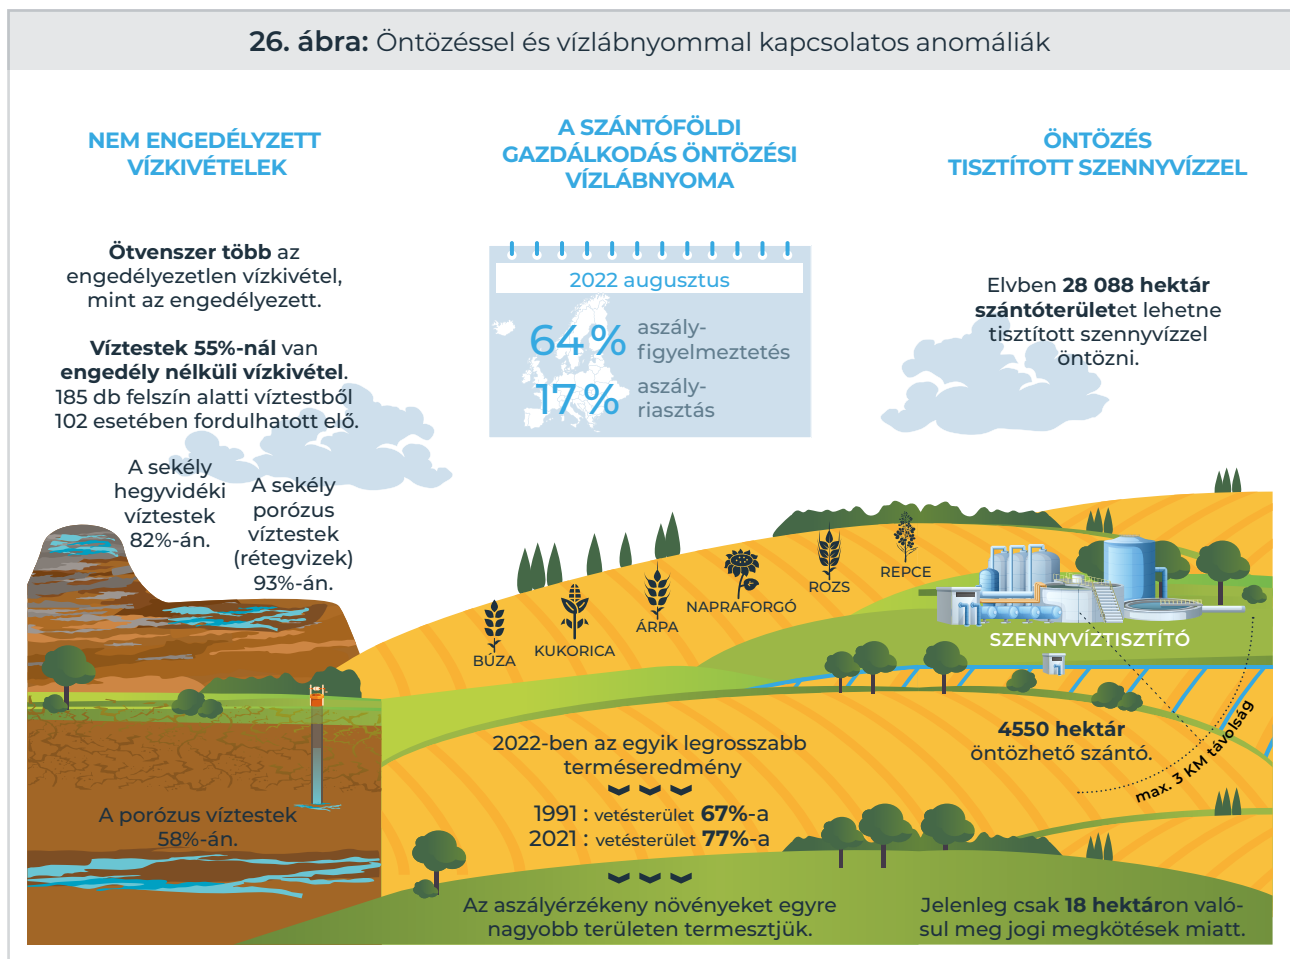 26. ábra: Öntözéssel és vízlábnyommal kapcsolatos anomáliák
NEM ENGEDÉLYZETT
VÍZKIVÉTELEK
Ötvenszer több az
engedélyezetlen vízkivétel,
mint az engedélyezett.
Víztestek 55%-nál van
engedély nélküli vízkivétel.
185 db felszín alatti víztestből
102 esetében fordulhatott elő.
A sekély
hegyvidéki
víztestek
82%-án.
A sekély
porózus
víztestek
(rétegvizek)
93%-án.
A porózus víztestek
58%-án.
A SZÁNTÓFÖLDI
GAZDÁLKODÁS ÖNTÖZÉSI
VÍZLÁBNYOMA
2022 augusztus
64 % aszály-
figyelmeztetés
17 % aszály-
riasztás
BÚZA
KUKORICA
ÁRPA
NAPRAFORGÓ
ROZS
REPCE
2022-ben az egyik legrosszabb
terméseredmény
1991 : vetésterület 67%-a
2021 : vetésterület 77%-a
Az aszályérzékeny növényeket egyre
nagyobb területen termesztjük.
ÖNTÖZÉS
TISZTÍTOTT SZENNYVÍZZEL
Elvben 28 088 hektár
szántóterületet lehetne
tisztított szennyvízzel
öntözni.
SZENNYVÍZTISZTÍTÓ
4550 hektár
öntözhető szántó.
max. 3 KM távolság
Jelenleg csak 18 hektáron való-
sul meg jogi megkötések miatt.